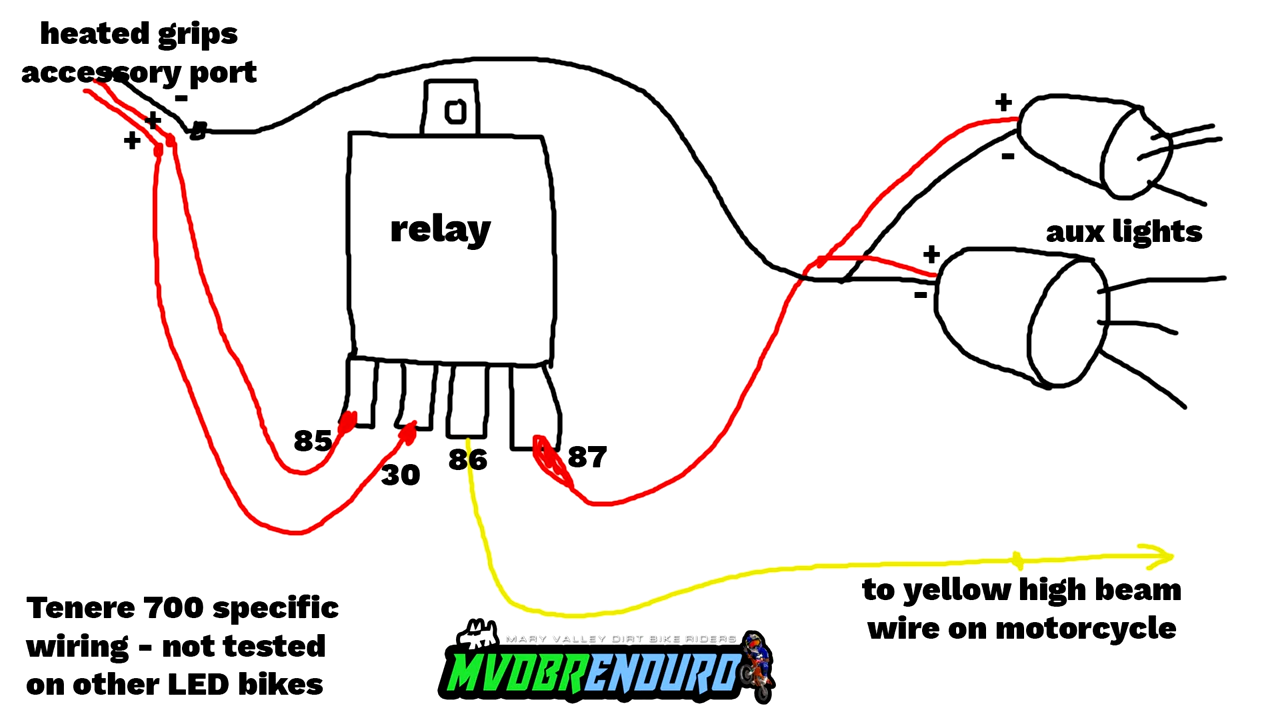 heated grips
accessory port
-
+
+
relay
85
30
86
87
+
-
aux lights
+
-
to yellow high beam
wire on motorcycle
Tenere 700 specific
wiring - not tested
on other LED bikes
MARY VALLEY DIRT BIKE RIDERS
MVDBRENDURO